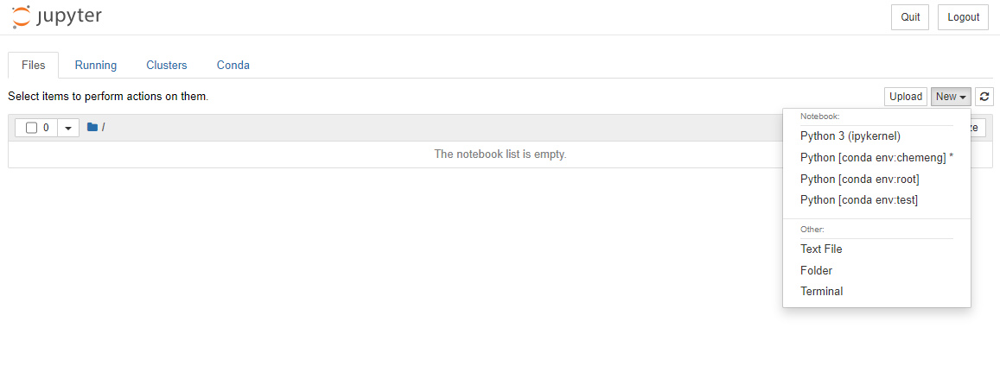 jupyter
Quit
Logout
Files
Running
Clusters
Conda
Select items to perform actions on them.
Upload
New
0
/
The notebook list is empty.
Notebook:
Python 3 (ipykernel)
Python [conda env:chemeng] *
Python [conda env:root]
Python [conda env:test]
Other:
Text File
Folder
Terminal